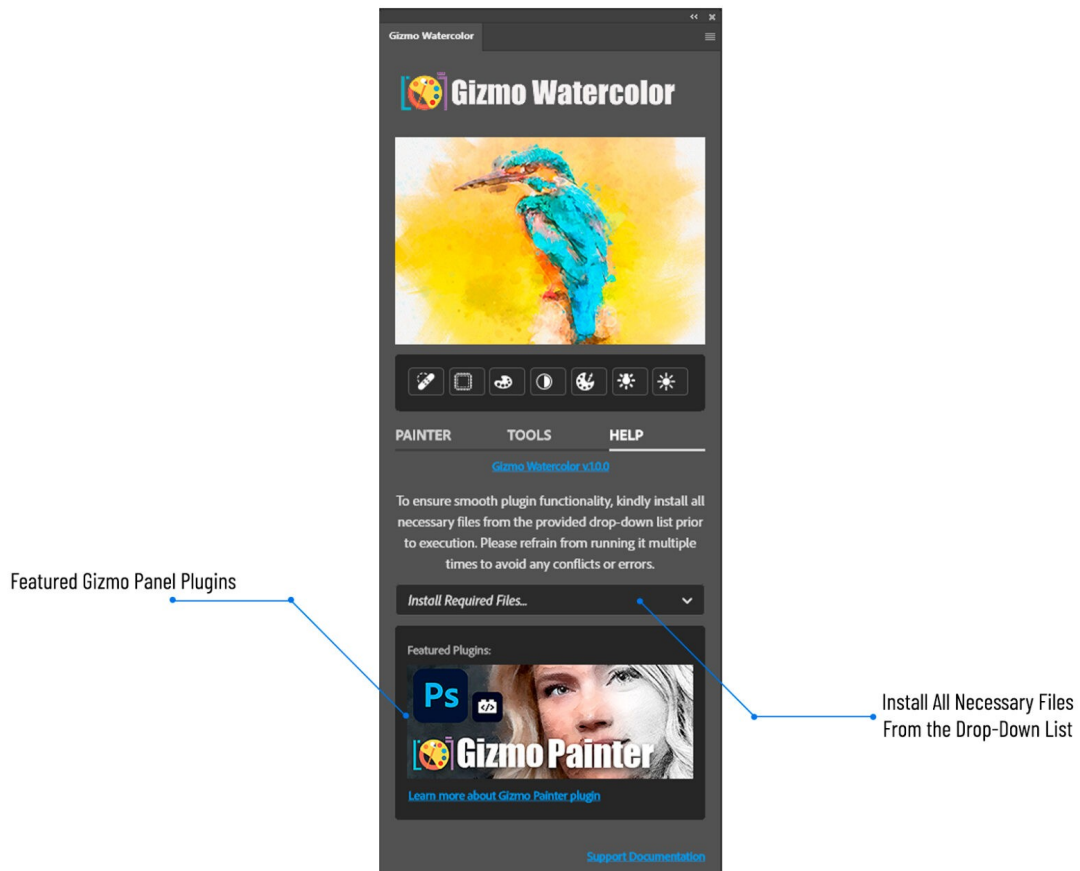 Gizmo Watercolor
Gizmo Watercolor
PAINTER TOOLS HELP
Gizmo Watercolor v.1.0.0
To ensure smooth plugin functionality, kindly install all
necessary files from the provided drop-down list prior
to execution. Please refrain from running it multiple
times to avoid any conflicts or errors.
Featured Gizmo Panel Plugins
Install Required Files...
Featured Plugins:
Ps
Gizmo Painter
Learn more about Gizmo Painter plugin
Install All Necessary Files
From the Drop-Down List
Support Documentation